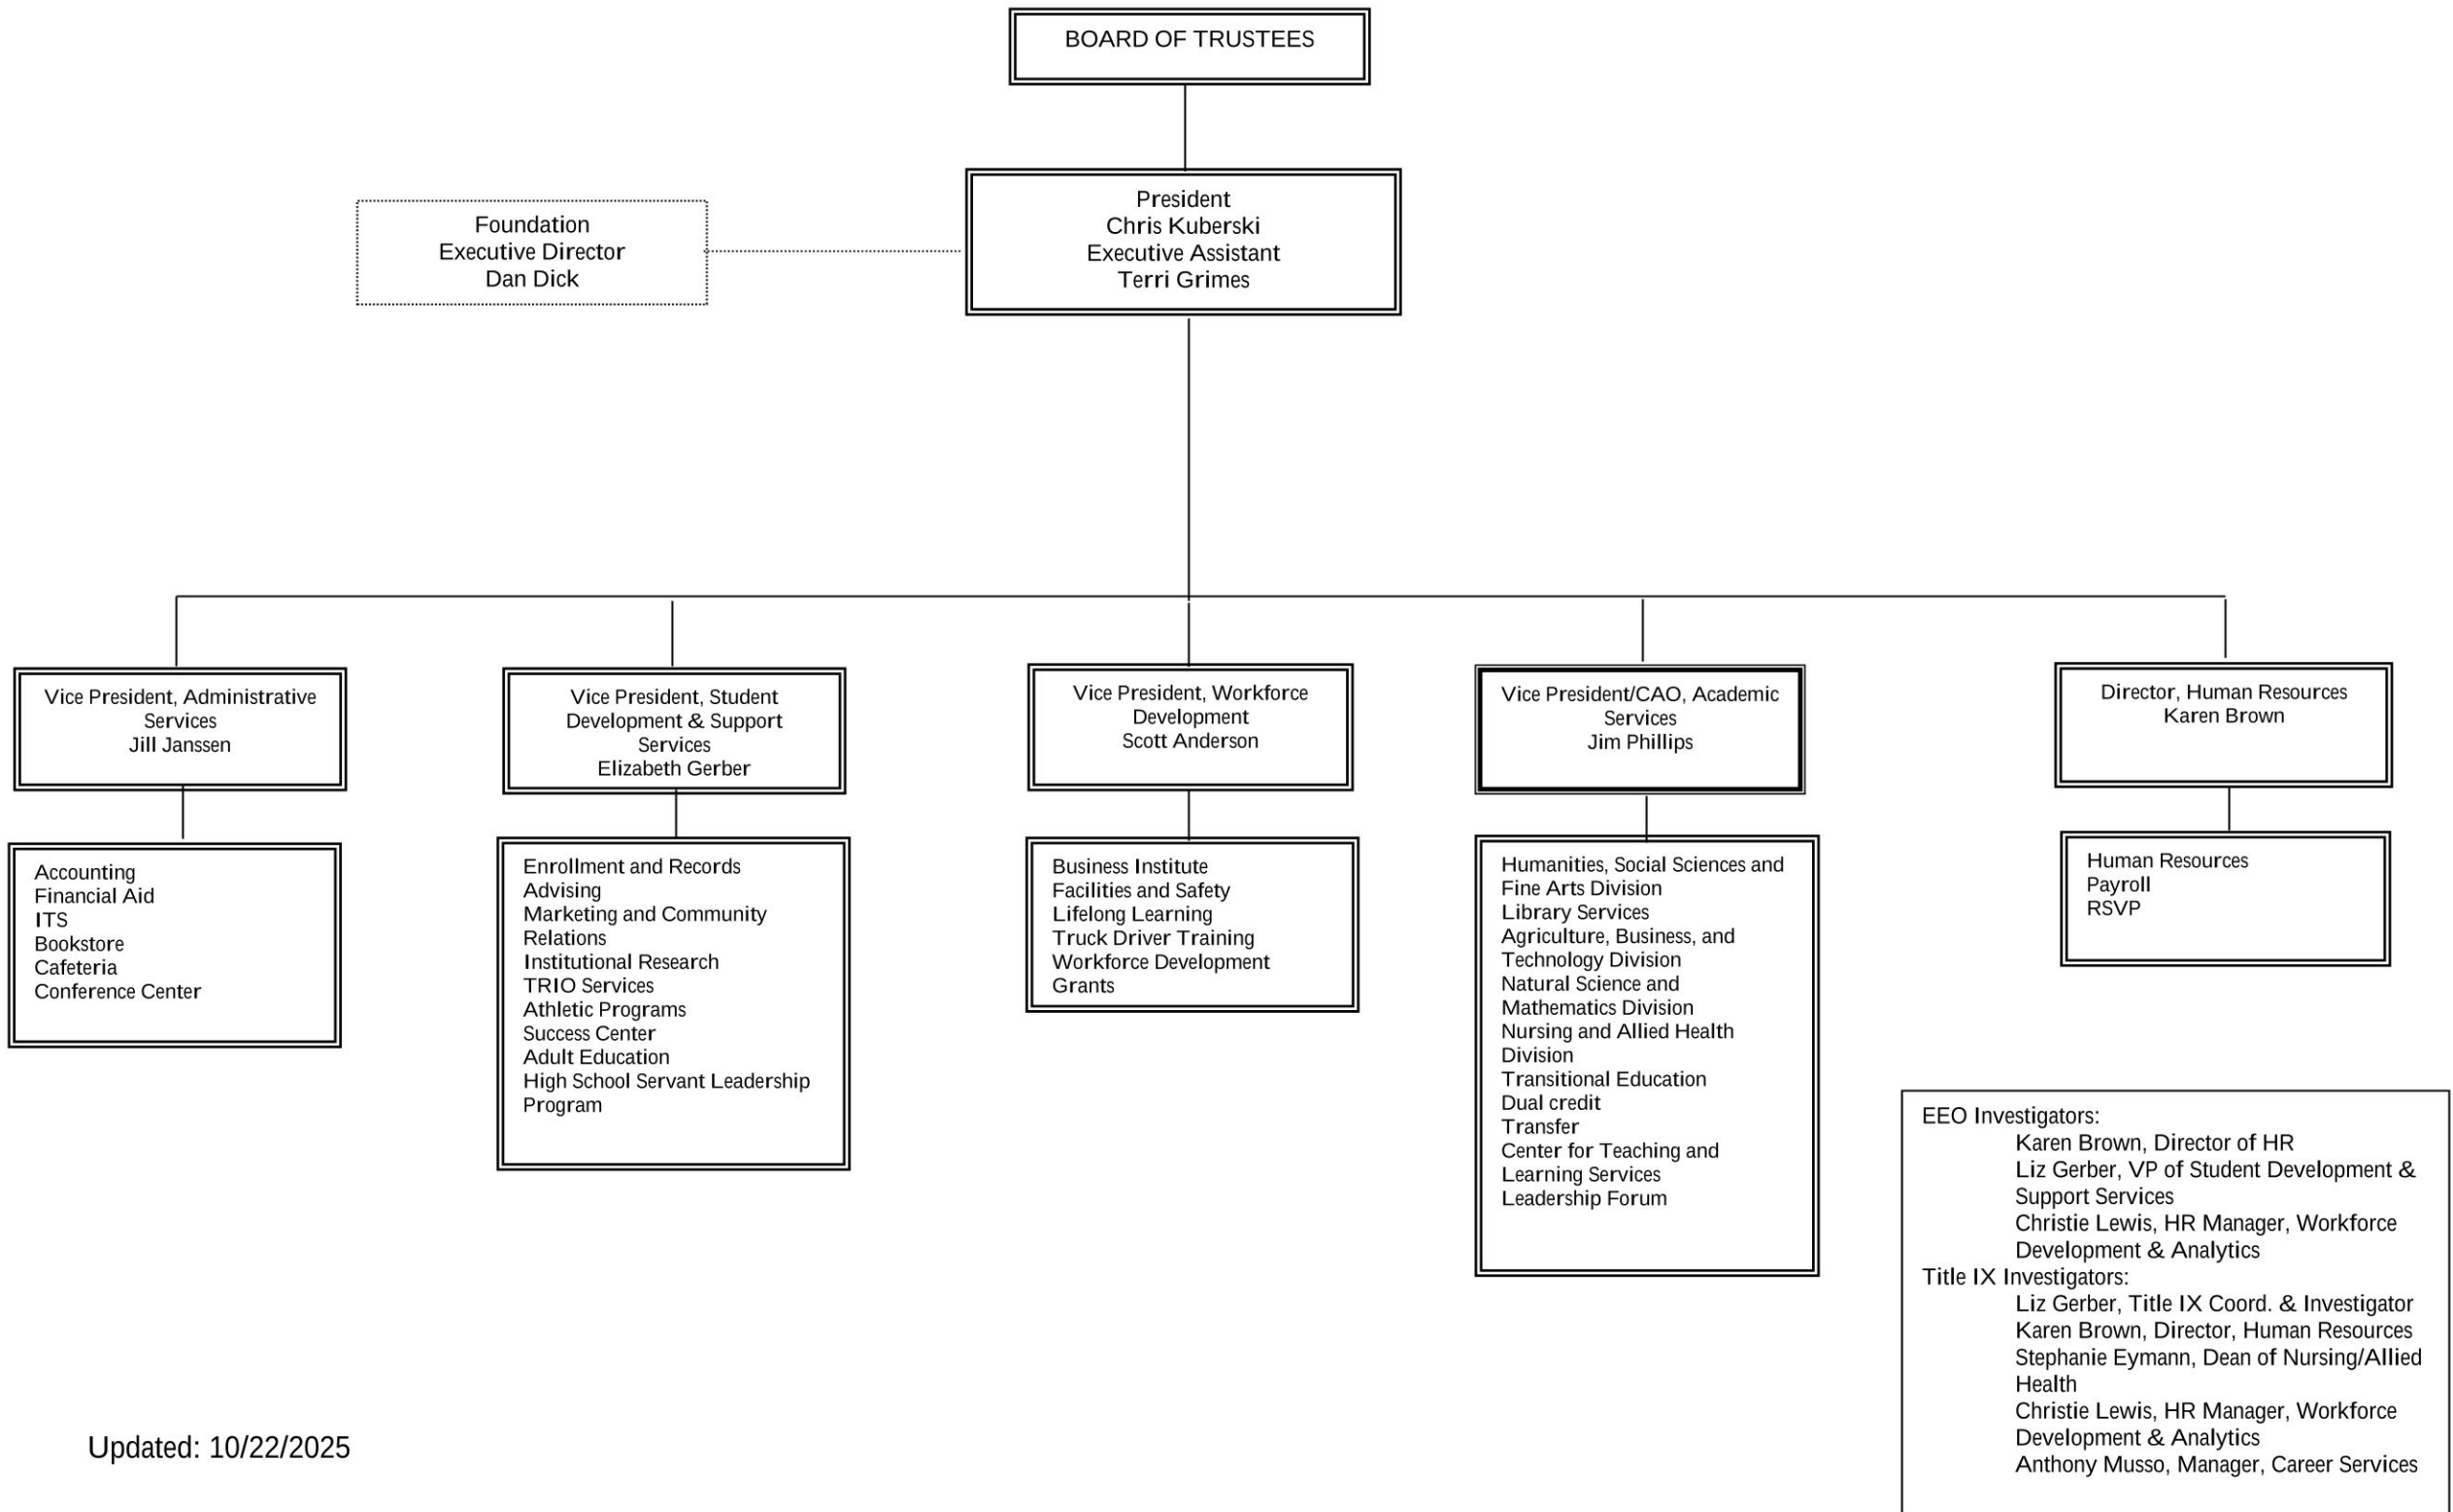 BOARD OF TRUSTEES
President
Chris Kuberski
Executive Assistant
Terri Grimes
Foundation
Executive Director
Dan Dick
Vice President, Administrative
Services
Jill Janssen
Vice President, Student
Development & Support
Services
Elizabeth Gerber
Vice President, Workforce
Development
Scott Anderson
Vice President/CAO, Academic
Services
Jim Phillips
Director, Human Resources
Karen Brown
Accounting
Financial Aid
ITS
Bookstore
Cafeteria
Conference Center
Enrollment and Records
Advising
Marketing and Community
Relations
Institutional Research
TRIO Services
Athletic Programs
Success Center
Adult Education
High School Servant Leadership
Program
Business Institute
Facilities and Safety
Lifelong Learning
Truck Driver Training
Workforce Development
Grants
Humanities, Social Sciences and
Fine Arts Division
Library Services
Agriculture, Business, and
Technology Division
Natural Science and
Mathematics Division
Nursing and Allied Health
Division
Transitional Education
Dual credit
Transfer
Center for Teaching and
Learning Services
Leadership Forum
Human Resources
Payroll
RSVP
EEO Investigators:
Karen Brown, Director of HR
Liz Gerber, VP of Student Development &
Support Services
Christie Lewis, HR Manager, Workforce
Development & Analytics
Title IX Investigators:
Liz Gerber, Title IX Coord. & Investigator
Karen Brown, Director, Human Resources
Stephanie Eymann, Dean of Nursing/Allied
Health
Christie Lewis, HR Manager, Workforce
Development & Analytics
Anthony Musso, Manager, Career Services
Updated: 10/22/2025